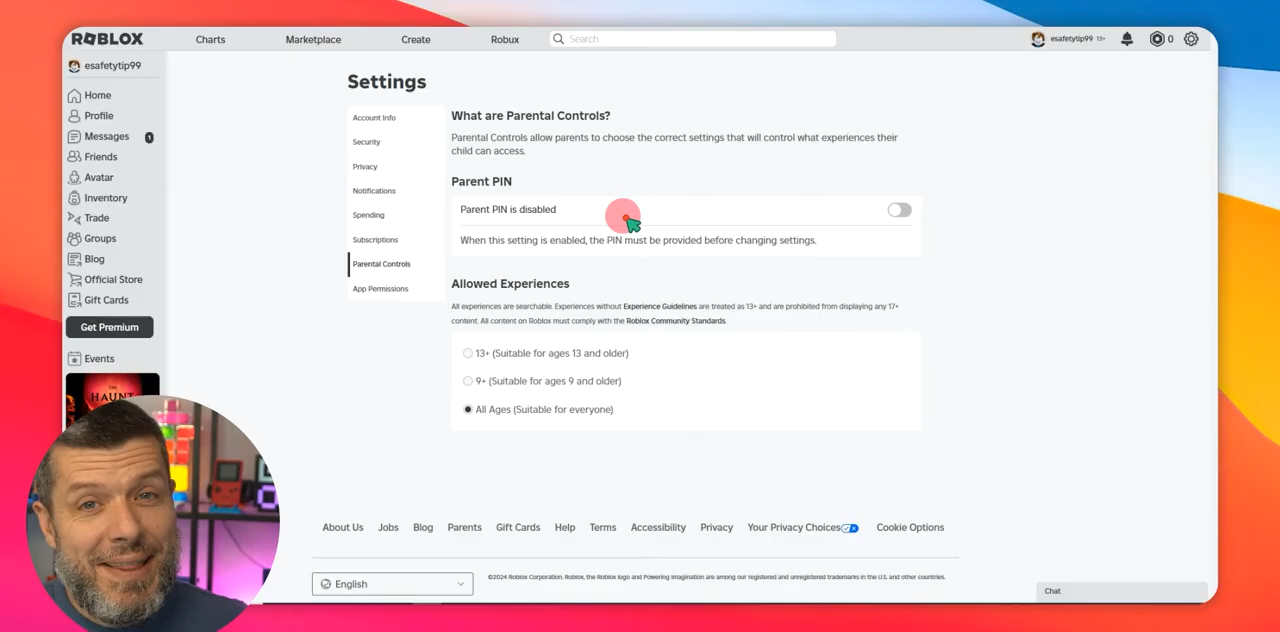 ROBLOX
Charts
Marketplace
Create
Robux
Search
esafetytip99 13+
0
esafetytip99
Home
Profile
Messages
1
Friends
Avatar
Inventory
Trade
Groups
Blog
Official Store
Gift Cards
Get Premium
Events
THE
HAUNT
Settings
Account Info
Security
Privacy
Notifications
Spending
Subscriptions
Parental Controls
App Permissions
What are Parental Controls?
Parental Controls allow parents to choose the correct settings that will control what experiences their
child can access.
Parent PIN
Parent PIN is disabled
When this setting is enabled, the PIN must be provided before changing settings.
Allowed Experiences
All experiences are searchable. Experiences without Experience Guidelines are treated as 13+ and are prohibited from displaying any 17+
content. All content on Roblox must comply with the Roblox Community Standards.
13+ (Suitable for ages 13 and older)
9+ (Suitable for ages 9 and older)
All Ages (Suitable for everyone)
About Us Jobs Blog Parents Gift Cards Help Terms Accessibility Privacy Your Privacy Choices Cookie Options
English
©2024 Roblox Corporation. Roblox, the Roblox logo and Powering Imagination are among our registered and unregistered trademarks in the U.S. and other countries.
Chat